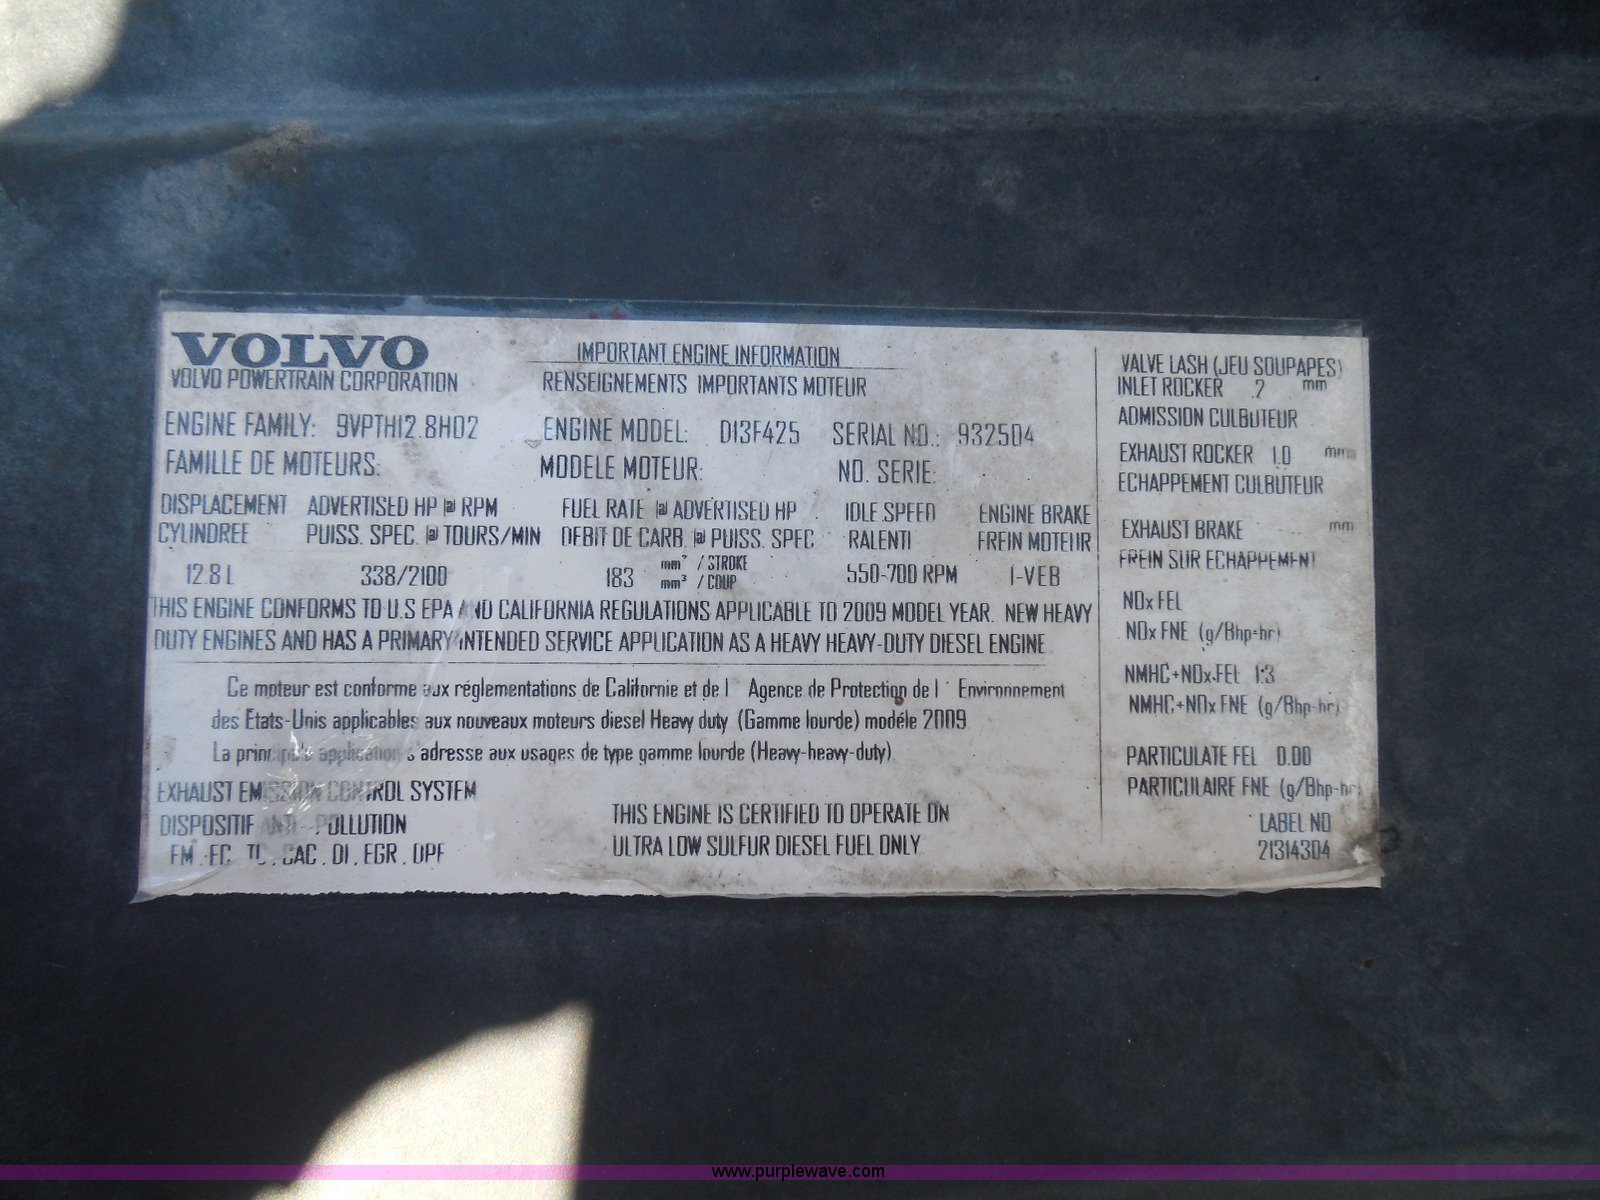 VOLVO
VOLVO POWERTRAIN CORPORATION
IMPORTANT ENGINE INFORMATION
RENSEIGNEMENTS IMPORTANTS MOTEUR
ENGINE FAMILY: 9VPTH12.8H02 ENGINE MODEL: D13F425 SERIAL NO.: 932504
FAMILLE DE MOTEURS: MODELE MOTEUR: NO. SERIE:
DISPLACEMENT ADVERTISED HP @ RPM FUEL RATE @ ADVERTISED HP IDLE SPEED ENGINE BRAKE
CYLINDREE PUISS. SPEC. @ TOURS/MIN DEBIT DE CARB @ PUISS. SPEC RALENTI FREIN MOTEUR
12.8 L 338/2100 183 mm³ / STROKE 550-700 RPM I-VEB
mm³ / COUP
THIS ENGINE CONFORMS TO U.S EPA AND CALIFORNIA REGULATIONS APPLICABLE TO 2009 MODEL YEAR. NEW HEAVY
DUTY ENGINES AND HAS A PRIMARY INTENDED SERVICE APPLICATION AS A HEAVY HEAVY-DUTY DIESEL ENGINE
Ce moteur est conforme aux réglementations de Californie et de l ' Agence de Protection de l ' Environnement
des Etats-Unis applicables aux nouveaux moteurs diesel Heavy duty (Gamme lourde) modéle 2009
La principale application s'adresse aux usages de type gamme lourde (Heavy-heavy-duty)
EXHAUST EMISSION CONTROL SYSTEM
DISPOSITIF ANTI - POLLUTION
EM , EC, TC , CAC , DI , EGR , DPF
THIS ENGINE IS CERTIFIED TO OPERATE ON
ULTRA LOW SULFUR DIESEL FUEL ONLY
VALVE LASH (JEU SOUPAPES)
INLET ROCKER .2 mm
ADMISSION CULBUTEUR
EXHAUST ROCKER 1.0 mm
ECHAPPEMENT CULBUTEUR
EXHAUST BRAKE mm
FREIN SUR ECHAPPEMENT
NOx FEL
NOx FNE (g/Bhp-hr)
NMHC+NOx FEL 1.3
NMHC+NOx FNE (g/Bhp-hr)
PARTICULATE FEL 0.00
PARTICULAIRE FNE (g/Bhp-hr)
LABEL NO
21314304
www.purplewave.com